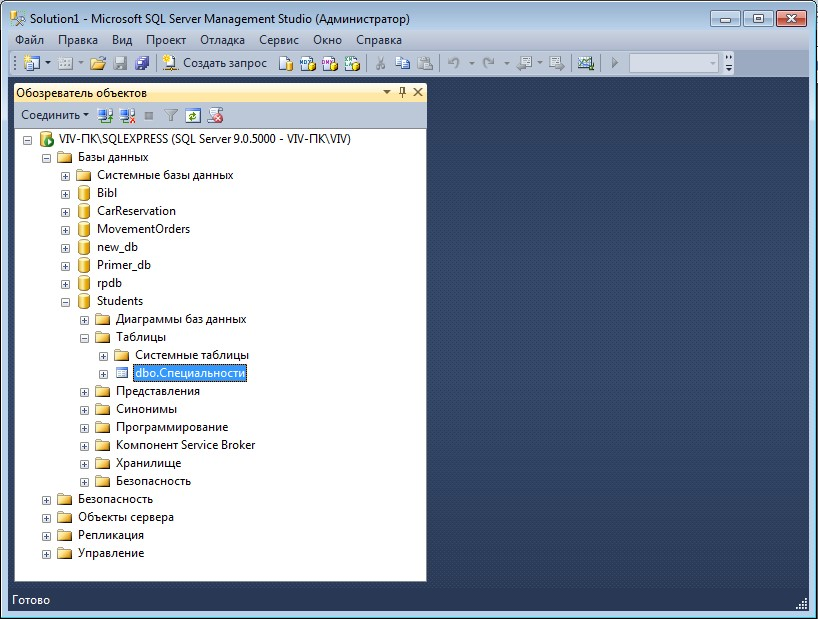 Solution1 - Microsoft SQL Server Management Studio (Администратор)
Файл Правка Вид Проект Отладка Сервис Окно Справка
Создать запрос
Обозреватель объектов
Соединить
VIV-ПК\SQLEXPRESS (SQL Server 9.0.5000 - VIV-ПК\VIV)
Базы данных
Системные базы данных
Bibl
CarReservation
MovementOrders
new_db
Primer_db
rpdb
Students
Диаграммы баз данных
Таблицы
Системные таблицы
dbo.Специальности
Представления
Синонимы
Программирование
Компонент Service Broker
Хранилище
Безопасность
Безопасность
Объекты сервера
Репликация
Управление
Готово